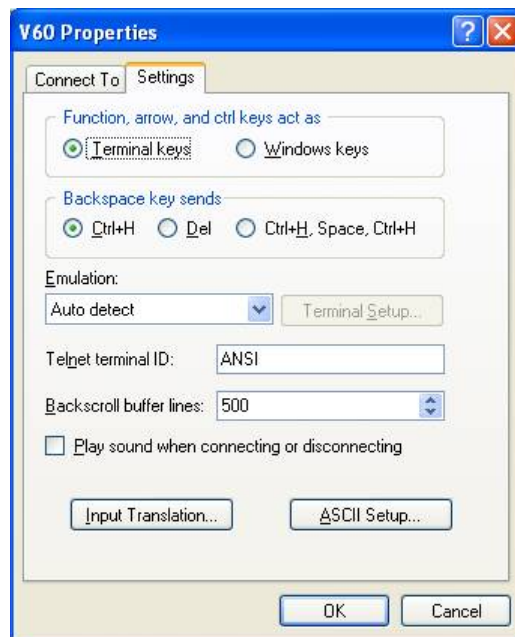 V60 Properties
Connect To Settings
Function, arrow, and ctrl keys act as
Terminal keys Windows keys
Backspace key sends
Ctrl+H Del Ctrl+H, Space, Ctrl+H
Emulation:
Auto detect Terminal Setup...
Telnet terminal ID: ANSI
Backscroll buffer lines: 500
Play sound when connecting or disconnecting
Input Translation... ASCII Setup...
OK Cancel